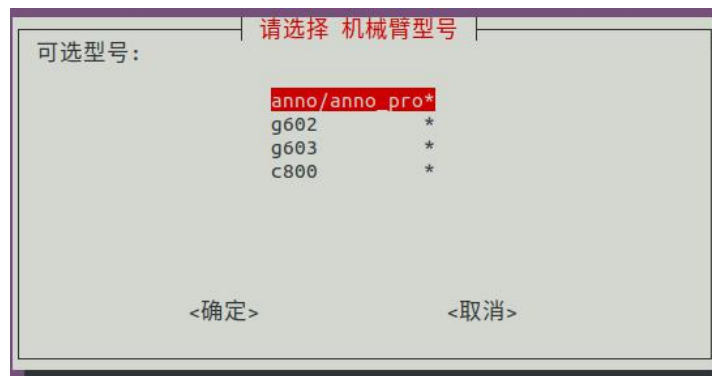 请选择 机械臂型号
可选型号:
anno/anno_pro*
g602 *
g603 *
c800 *
<确定> <取消>